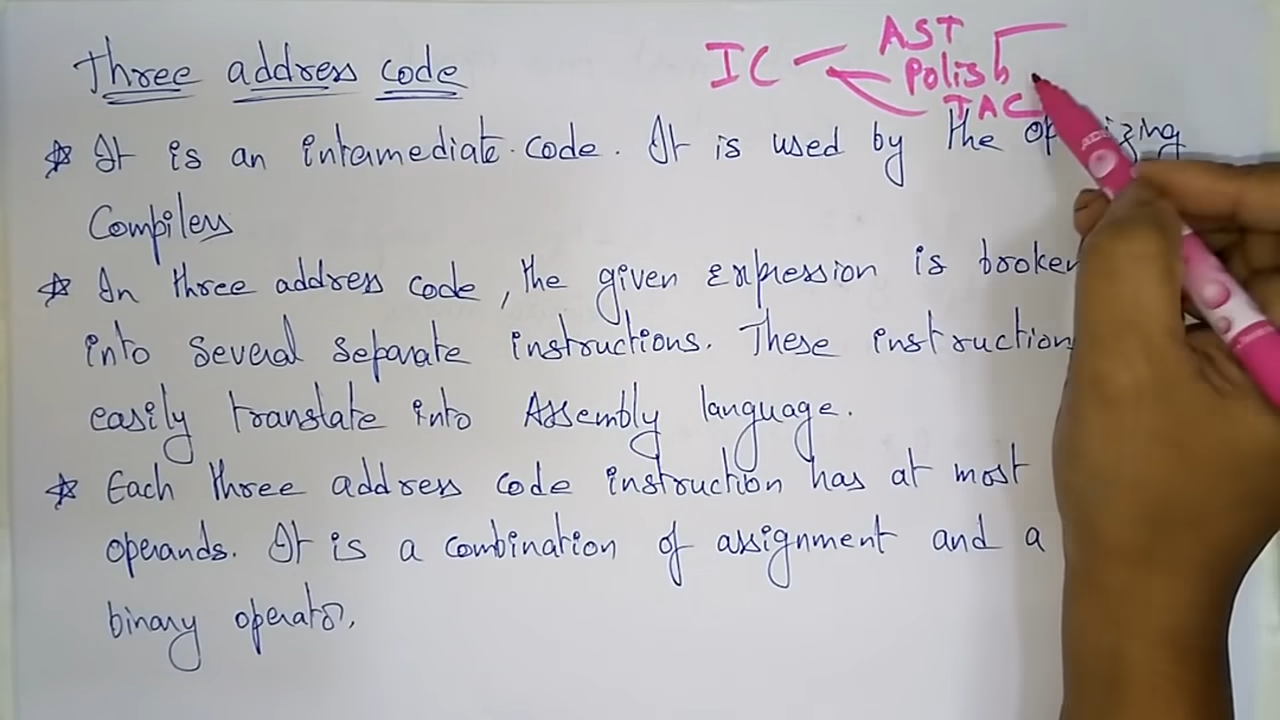 Three address code
IC AST
Polish
TAC
* It is an intermediate code. It is used by the
Compilers
* In three address code, the given expression is broken
into several separate instructions. These instruction
easily translate into Assembly language.
* Each three address code instruction has at most
operands. It is a combination of assignment and a
binary operator.